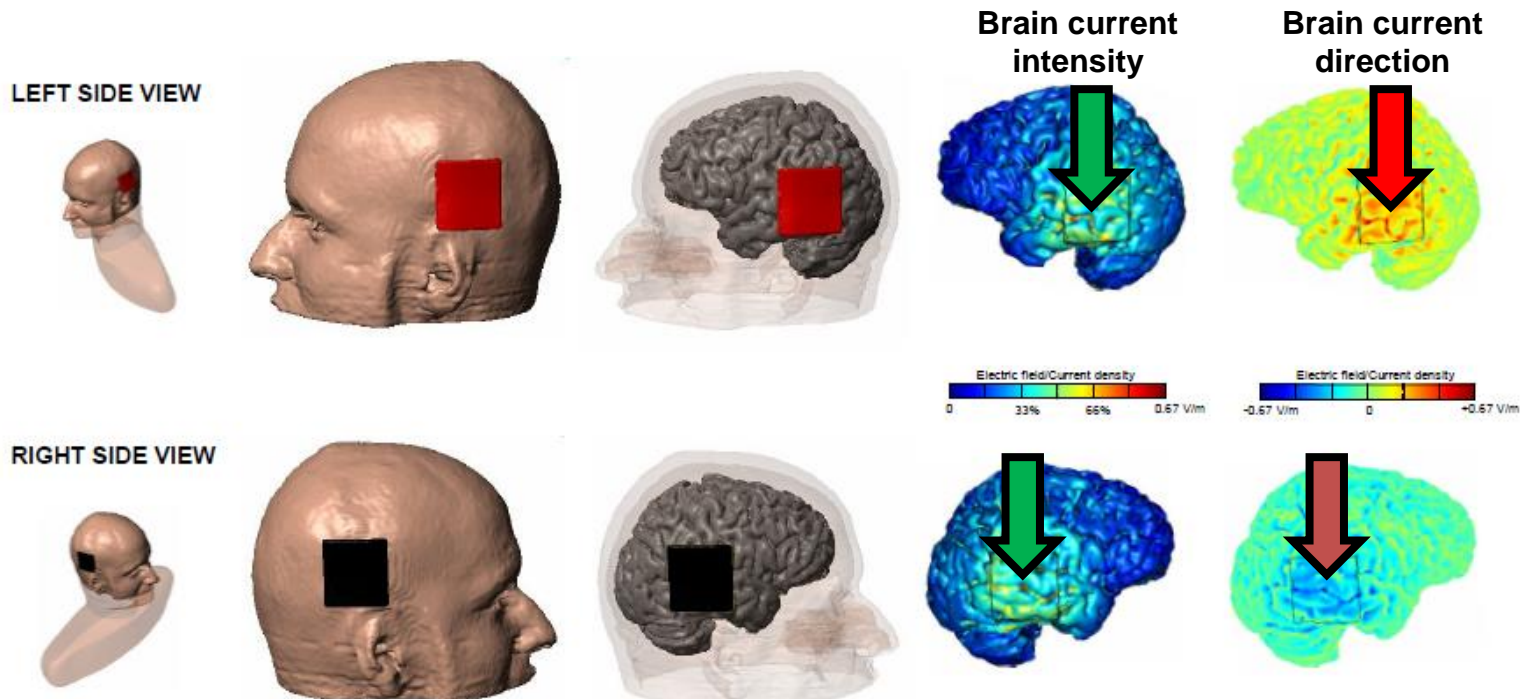 Brain current
intensity
Brain current
direction
LEFT SIDE VIEW
Electric field/Current density
0 33% 66% 0.67 V/m
Electric field/Current density
-0.67 V/m 0 +0.67 V/m
RIGHT SIDE VIEW